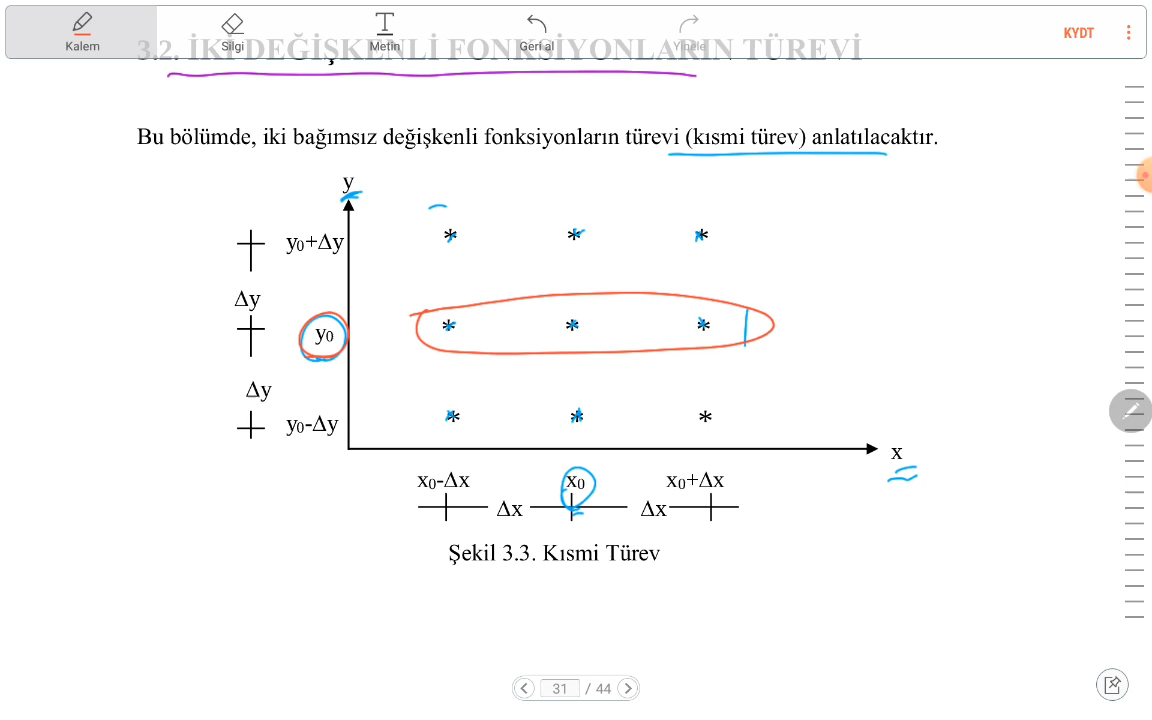 Kalem Silgi Metin Geri al Yinele KYDT
3.2. İKİ DEĞİŞKENLİ FONKSİYONLARIN TÜREVİ
Bu bölümde, iki bağımsız değişkenli fonksiyonların türevi (kısmi türev) anlatılacaktır.
y
y₀+Δy * * *
Δy
y₀ * * *
Δy
y₀-Δy * * *
x
x₀-Δx x₀ x₀+Δx
Δx Δx
Şekil 3.3. Kısmi Türev
31 / 44